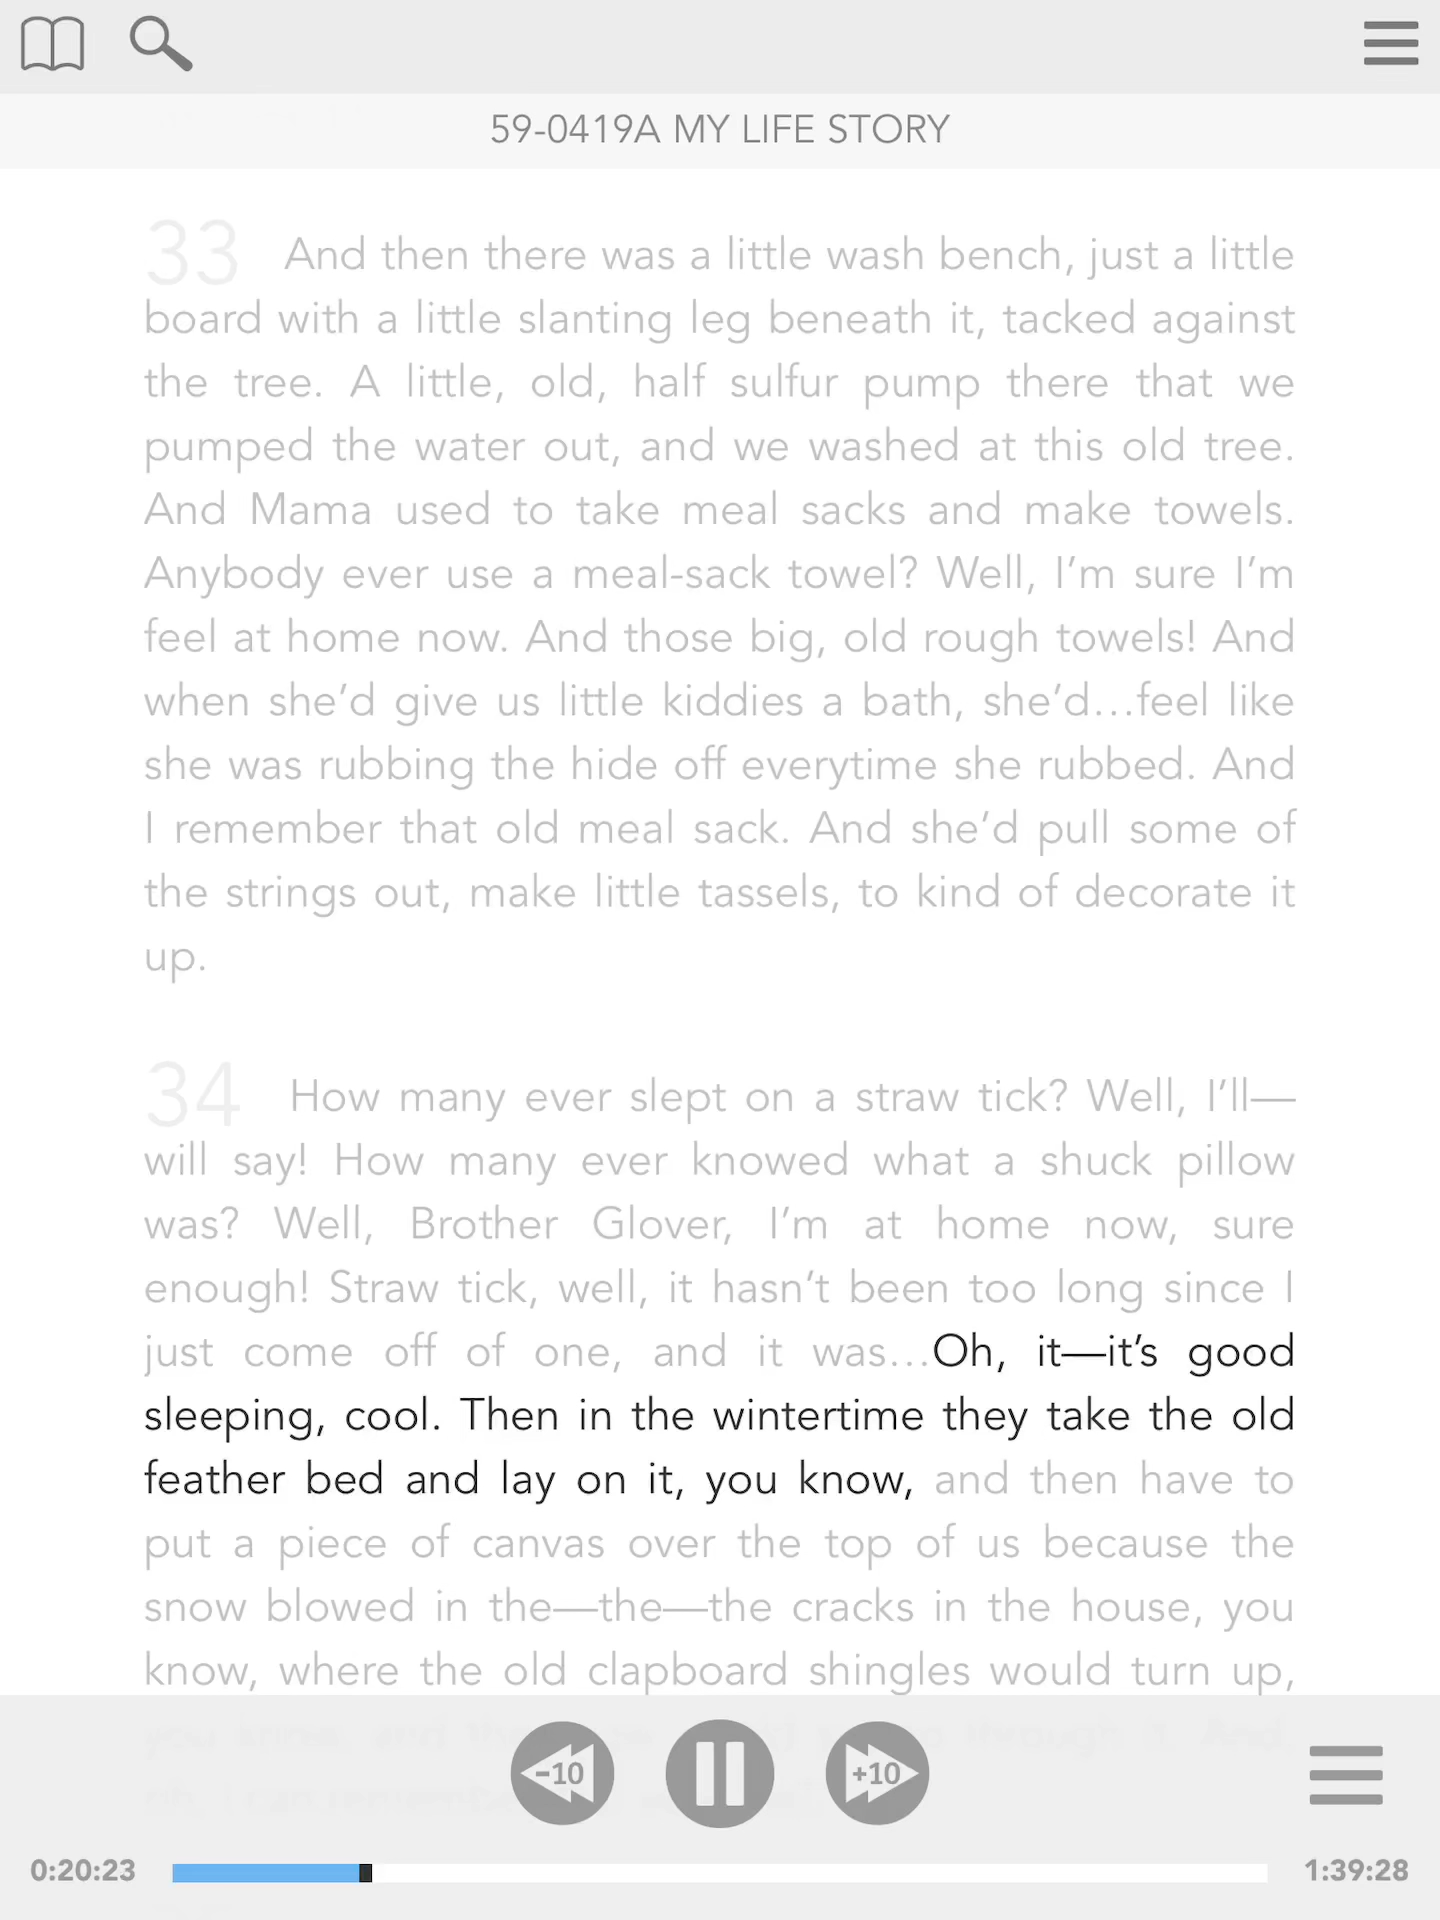 59-0419A MY LIFE STORY
33 And then there was a little wash bench, just a little
board with a little slanting leg beneath it, tacked against
the tree. A little, old, half sulfur pump there that we
pumped the water out, and we washed at this old tree.
And Mama used to take meal sacks and make towels.
Anybody ever use a meal-sack towel? Well, I’m sure I’m
feel at home now. And those big, old rough towels! And
when she’d give us little kiddies a bath, she’d…feel like
she was rubbing the hide off everytime she rubbed. And
I remember that old meal sack. And she’d pull some of
the strings out, make little tassels, to kind of decorate it
up.
34 How many ever slept on a straw tick? Well, I’ll—
will say! How many ever knowed what a shuck pillow
was? Well, Brother Glover, I’m at home now, sure
enough! Straw tick, well, it hasn’t been too long since I
just come off of one, and it was…Oh, it—it’s good
sleeping, cool. Then in the wintertime they take the old
feather bed and lay on it, you know, and then have to
put a piece of canvas over the top of us because the
snow blowed in the—the—the cracks in the house, you
know, where the old clapboard shingles would turn up,
-10 +10
0:20:23 1:39:28